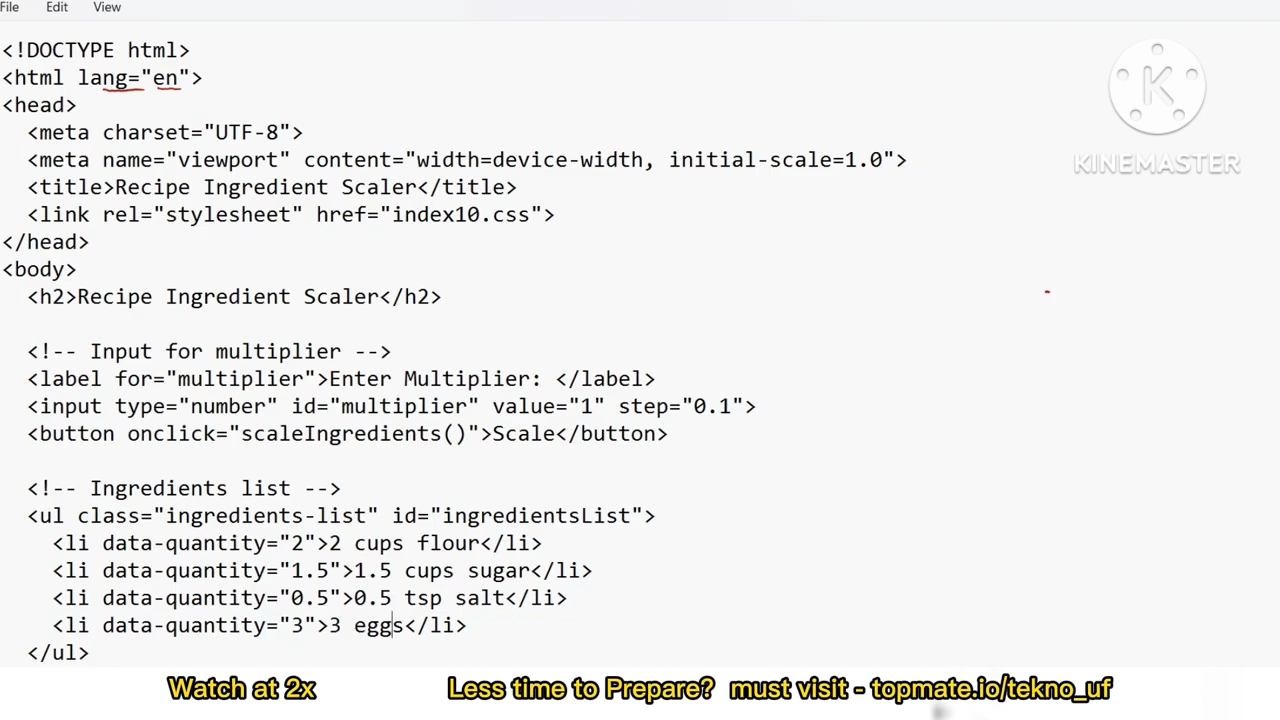 File Edit View
<!DOCTYPE html>
<html lang="en">
<head>
  <meta charset="UTF-8">
  <meta name="viewport" content="width=device-width, initial-scale=1.0">
  <title>Recipe Ingredient Scaler</title>
  <link rel="stylesheet" href="index10.css">
</head>
<body>
  <h2>Recipe Ingredient Scaler</h2>
  <!-- Input for multiplier -->
  <label for="multiplier">Enter Multiplier: </label>
  <input type="number" id="multiplier" value="1" step="0.1">
  <button onclick="scaleIngredients()">Scale</button>
  <!-- Ingredients list -->
  <ul class="ingredients-list" id="ingredientsList">
    <li data-quantity="2">2 cups flour</li>
    <li data-quantity="1.5">1.5 cups sugar</li>
    <li data-quantity="0.5">0.5 tsp salt</li>
    <li data-quantity="3">3 eggs</li>
  </ul>
K
KINEMASTER
Watch at 2x
Less time to Prepare? must visit - topmate.io/tekno_uf